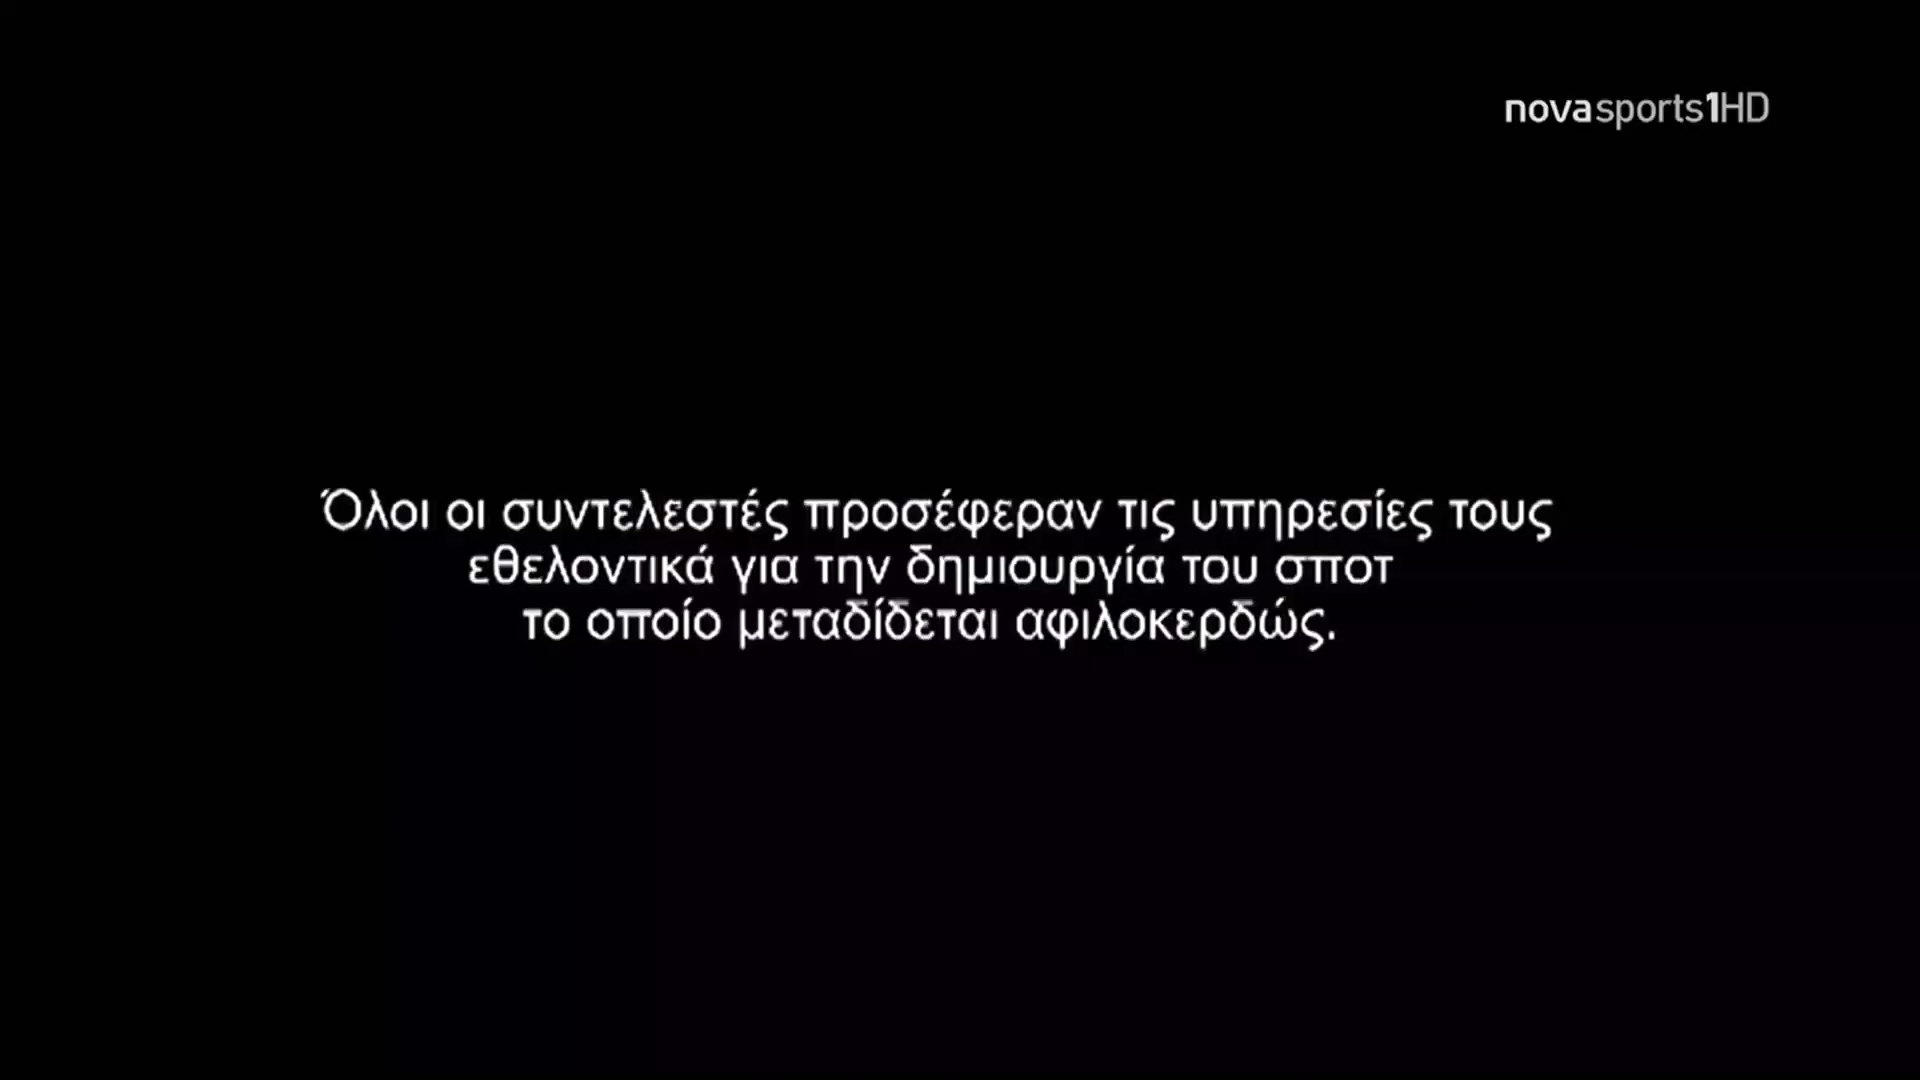 novasports1HD
Όλοι οι συντελεστές προσέφεραν τις υπηρεσίες τους
εθελοντικά για την δημιουργία του σποτ
το οποίο μεταδίδεται αφιλοκερδώς.